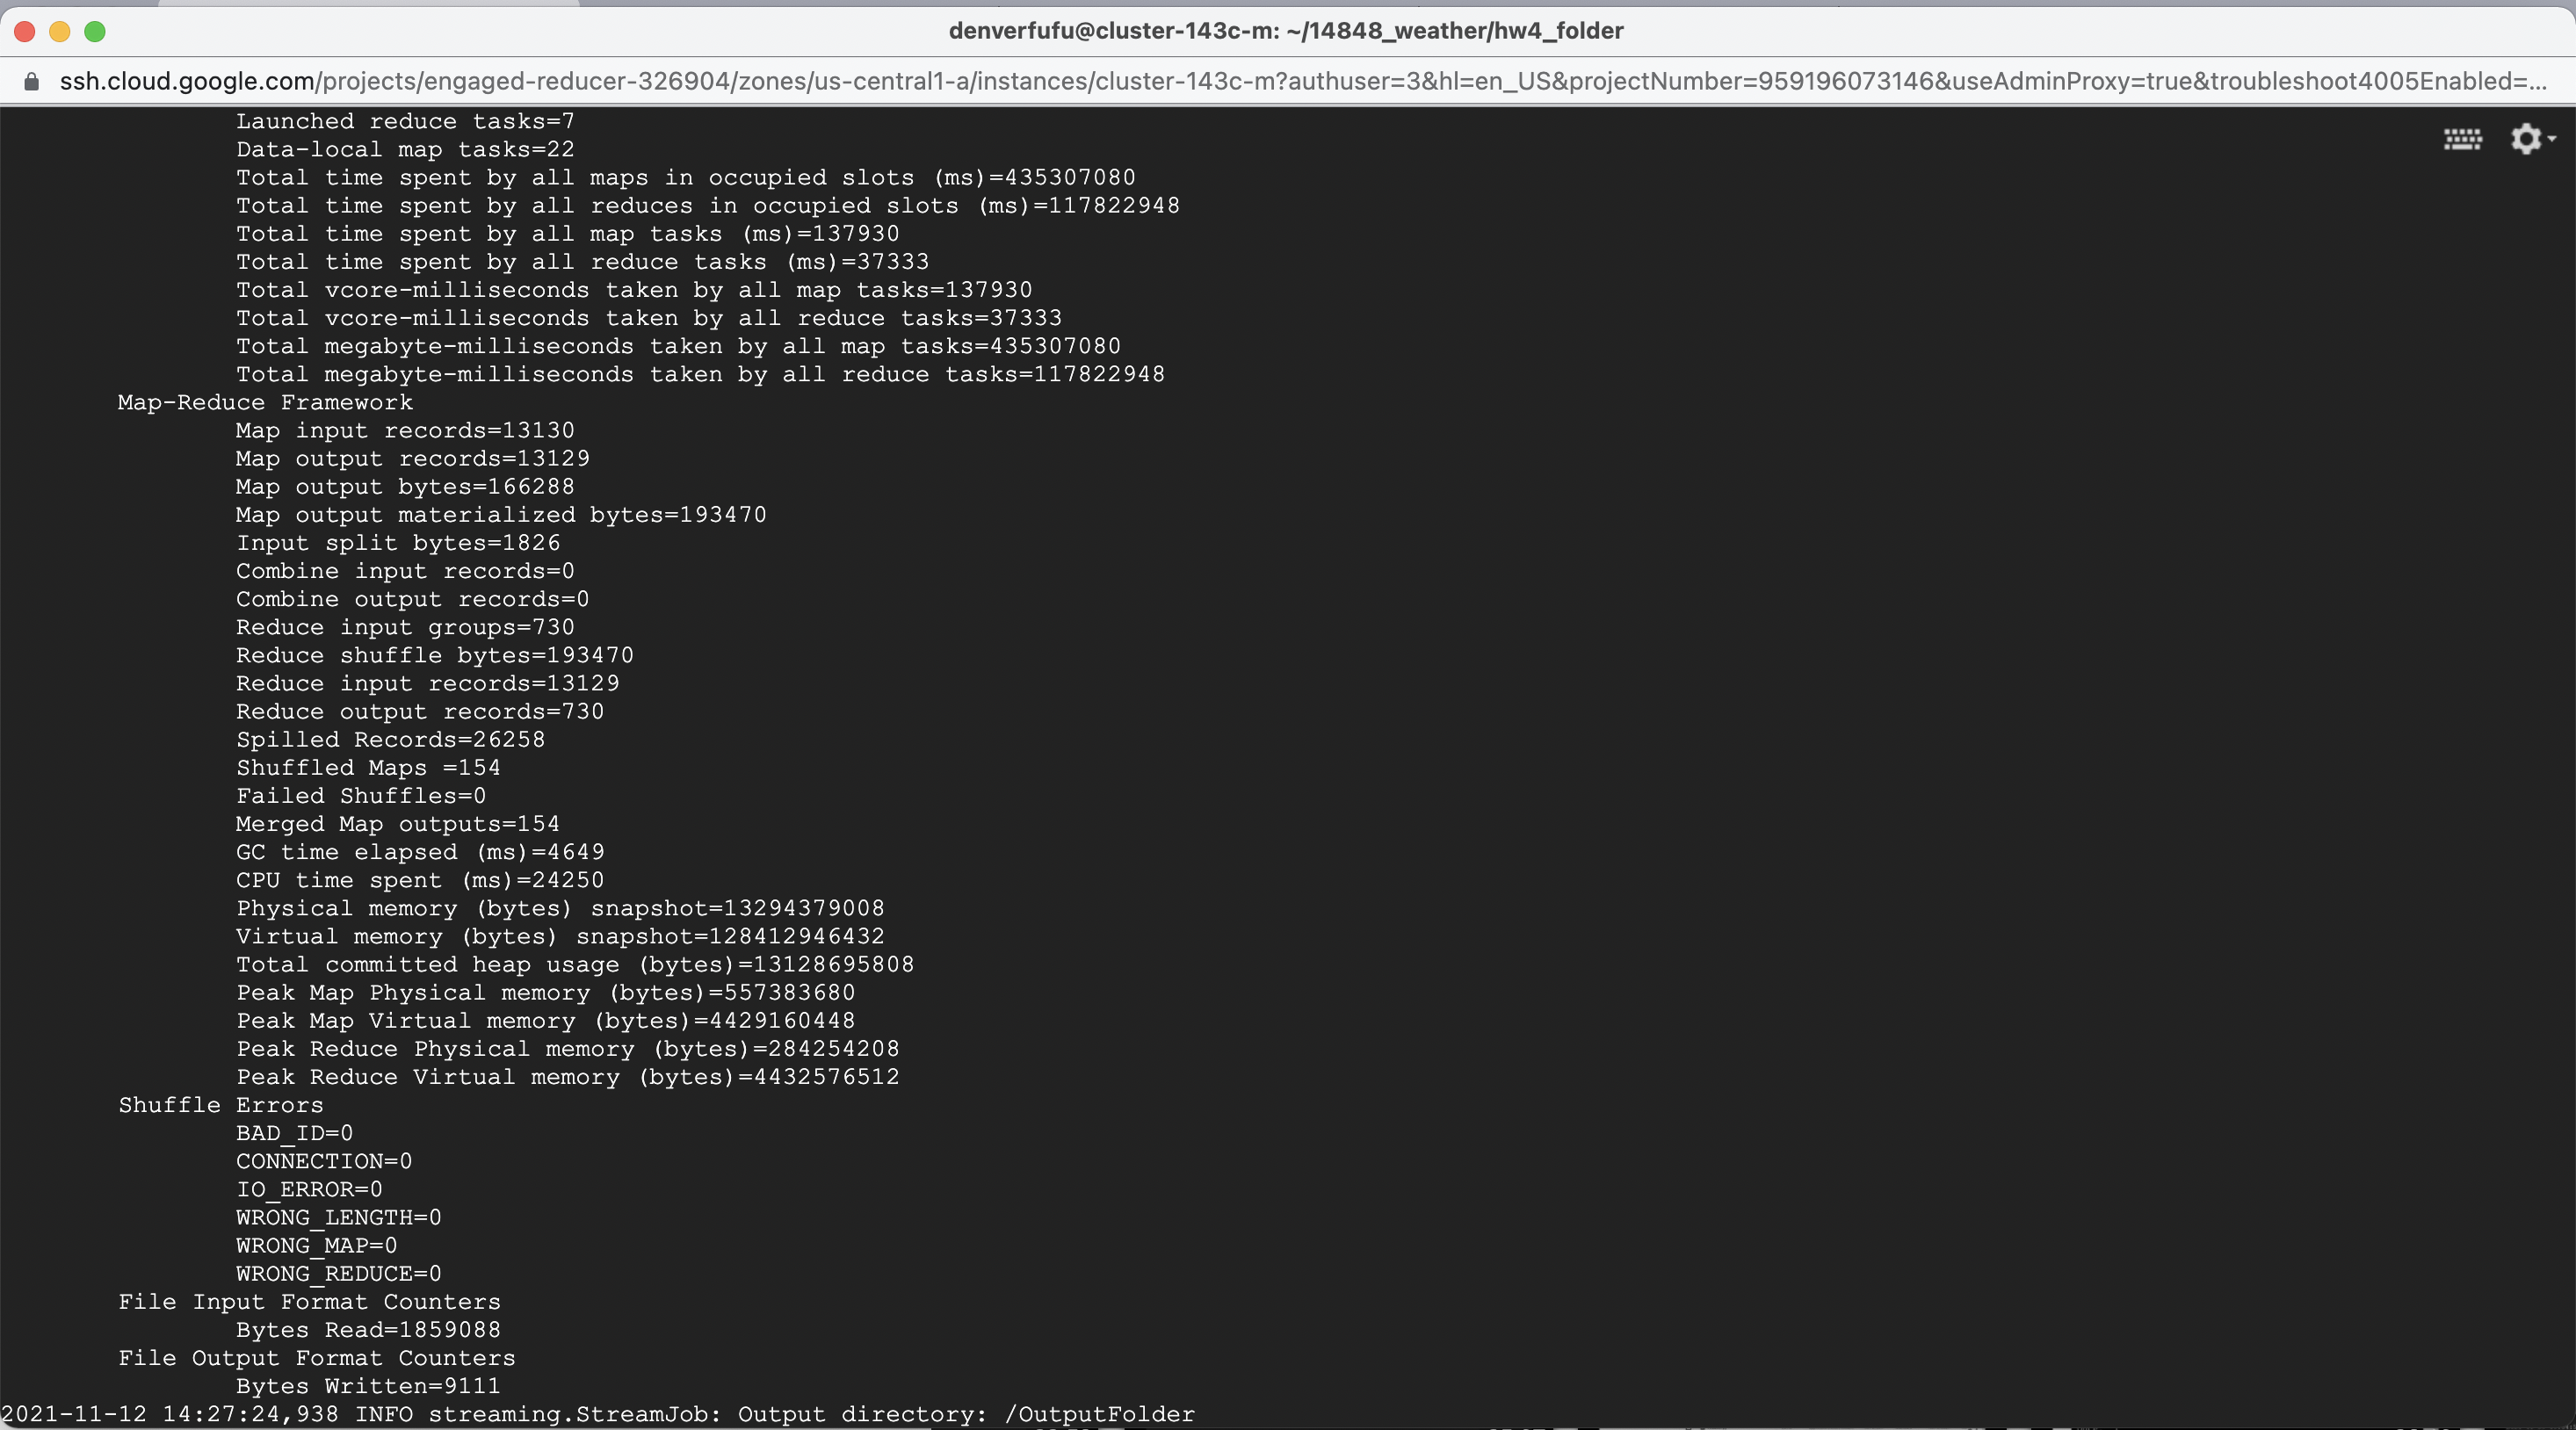 denverfufu@cluster-143c-m: ~/14848_weather/hw4_folder
ssh.cloud.google.com/projects/engaged-reducer-326904/zones/us-central1-a/instances/cluster-143c-m?authuser=3&hl=en_US&projectNumber=959196073146&useAdminProxy=true&troubleshoot4005Enabled=...
Launched reduce tasks=7
Data-local map tasks=22
Total time spent by all maps in occupied slots (ms)=435307080
Total time spent by all reduces in occupied slots (ms)=117822948
Total time spent by all map tasks (ms)=137930
Total time spent by all reduce tasks (ms)=37333
Total vcore-milliseconds taken by all map tasks=137930
Total vcore-milliseconds taken by all reduce tasks=37333
Total megabyte-milliseconds taken by all map tasks=435307080
Total megabyte-milliseconds taken by all reduce tasks=117822948
Map-Reduce Framework
Map input records=13130
Map output records=13129
Map output bytes=166288
Map output materialized bytes=193470
Input split bytes=1826
Combine input records=0
Combine output records=0
Reduce input groups=730
Reduce shuffle bytes=193470
Reduce input records=13129
Reduce output records=730
Spilled Records=26258
Shuffled Maps =154
Failed Shuffles=0
Merged Map outputs=154
GC time elapsed (ms)=4649
CPU time spent (ms)=24250
Physical memory (bytes) snapshot=13294379008
Virtual memory (bytes) snapshot=128412946432
Total committed heap usage (bytes)=13128695808
Peak Map Physical memory (bytes)=557383680
Peak Map Virtual memory (bytes)=4429160448
Peak Reduce Physical memory (bytes)=284254208
Peak Reduce Virtual memory (bytes)=4432576512
Shuffle Errors
BAD_ID=0
CONNECTION=0
IO_ERROR=0
WRONG_LENGTH=0
WRONG_MAP=0
WRONG_REDUCE=0
File Input Format Counters
Bytes Read=1859088
File Output Format Counters
Bytes Written=9111
2021-11-12 14:27:24,938 INFO streaming.StreamJob: Output directory: /OutputFolder